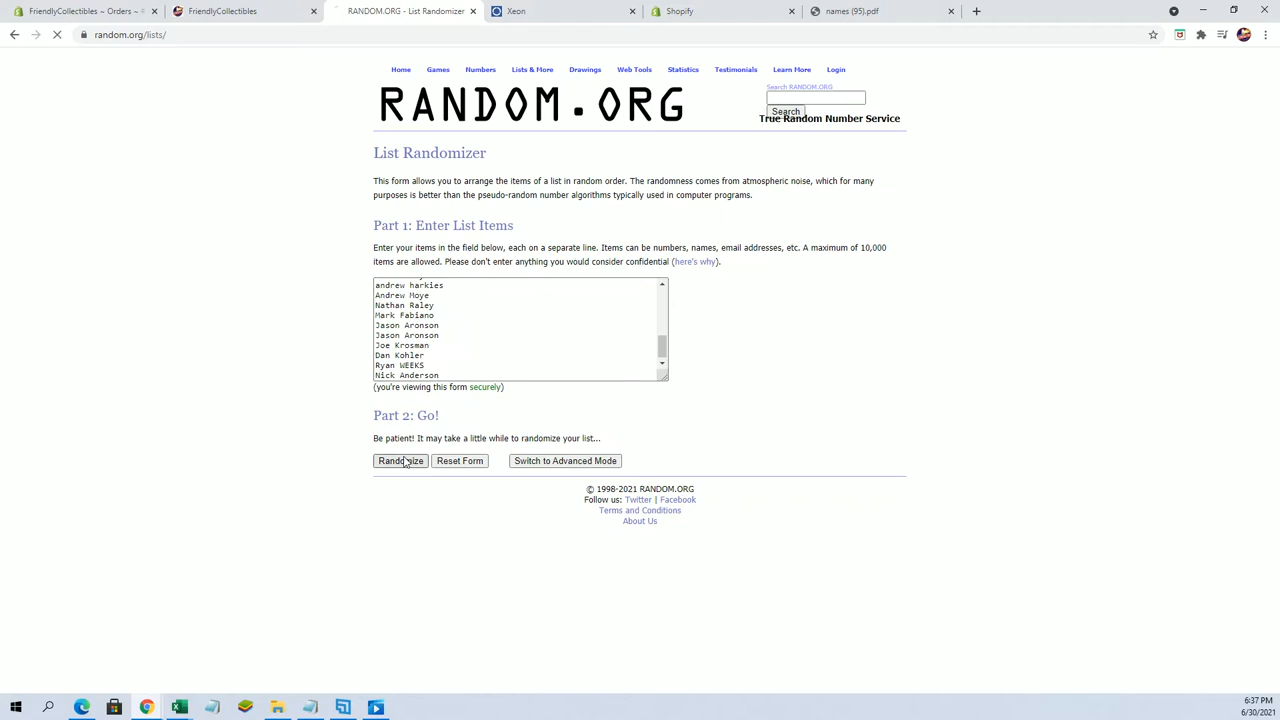 FriendlyCollectibles ~ Orders ~
FriendlyCollectibles
RANDOM.ORG - List Randomizer
Xeon
Shopify
names (95).pdf
random.org/lists/
Home Games Numbers Lists & More Drawings Web Tools Statistics Testimonials Learn More Login
RANDOM.ORG
Search RANDOM.ORG
Search
True Random Number Service
List Randomizer
This form allows you to arrange the items of a list in random order. The randomness comes from atmospheric noise, which for many
purposes is better than the pseudo-random number algorithms typically used in computer programs.
Part 1: Enter List Items
Enter your items in the field below, each on a separate line. Items can be numbers, names, email addresses, etc. A maximum of 10,000
items are allowed. Please don't enter anything you would consider confidential (here's why).
andrew harkies
Andrew Moye
Nathan Raley
Mark Fabiano
Jason Aronson
Jason Aronson
Joe Krosman
Dan Kohler
Ryan WEEKS
Nick Anderson
(you're viewing this form securely)
Part 2: Go!
Be patient! It may take a little while to randomize your list...
Randomize Reset Form Switch to Advanced Mode
© 1998-2021 RANDOM.ORG
Follow us: Twitter | Facebook
Terms and Conditions
About Us
6:37 PM
6/30/2021